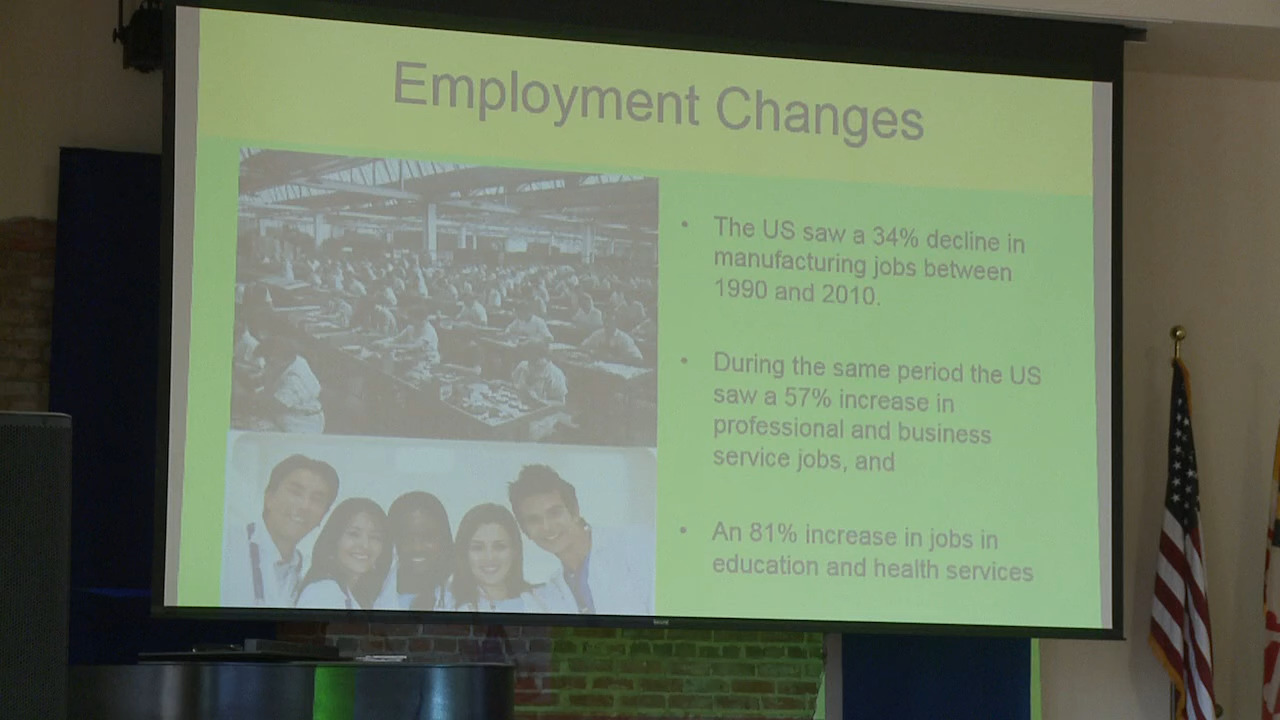 Employment Changes
• The US saw a 34% decline in
manufacturing jobs between
1990 and 2010.
• During the same period the US
saw a 57% increase in
professional and business
service jobs, and
• An 81% increase in jobs in
education and health services